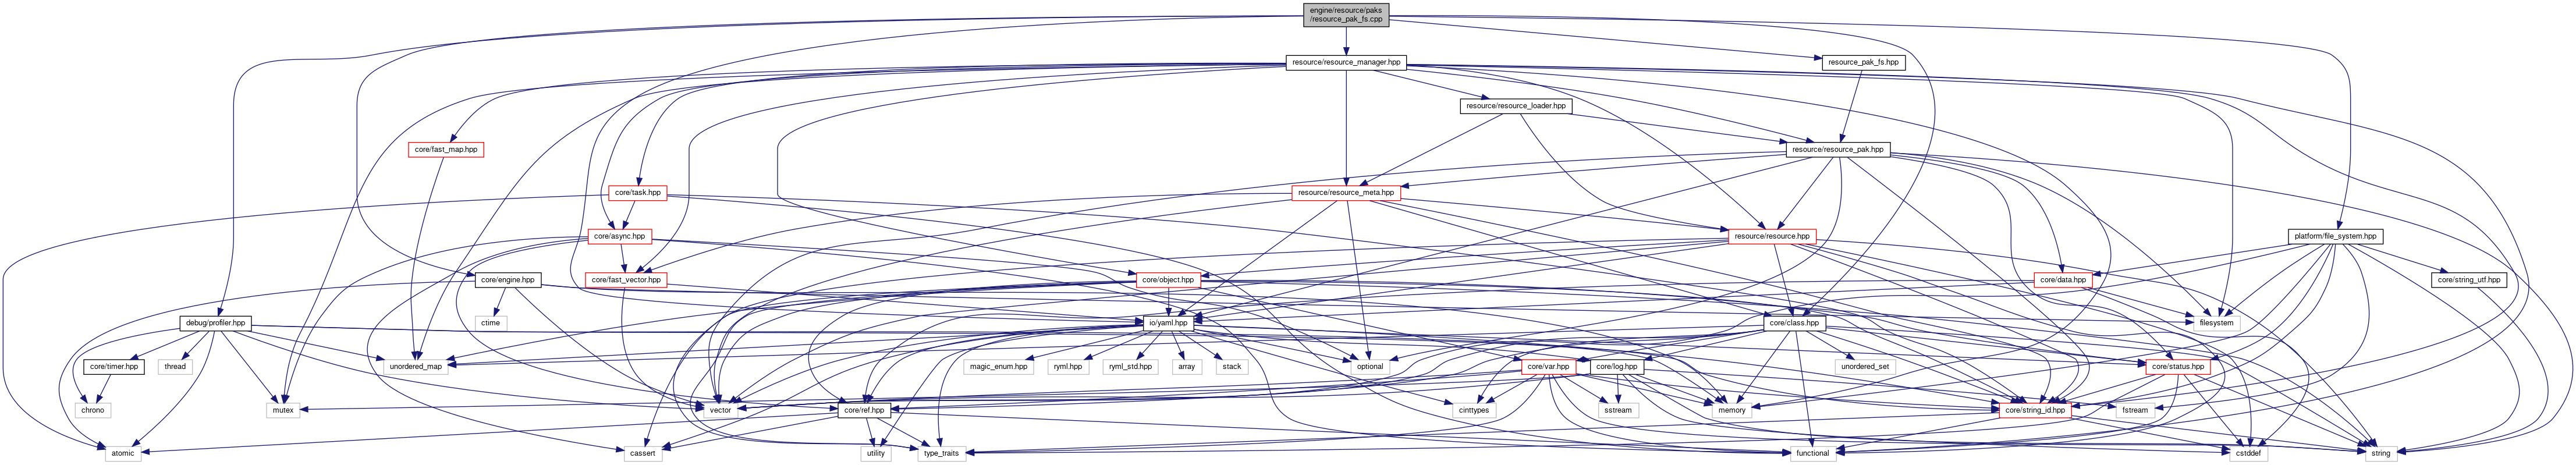 engine/resource/paks
/resource_pak_fs.cpp
resource/resource_manager.hpp
resource_pak_fs.hpp
resource/resource_loader.hpp
core/fast_map.hpp
resource/resource_pak.hpp
core/task.hpp
resource/resource_meta.hpp
core/async.hpp
resource/resource.hpp
platform/file_system.hpp
core/engine.hpp
core/fast_vector.hpp
core/object.hpp
core/data.hpp
core/string_utf.hpp
debug/profiler.hpp
ctime
io/yaml.hpp
core/class.hpp
filesystem
core/timer.hpp
thread
unordered_map
magic_enum.hpp
ryml.hpp
ryml_std.hpp
array
stack
optional
core/var.hpp
core/log.hpp
unordered_set
core/status.hpp
chrono
mutex
vector
core/ref.hpp
cinttypes
sstream
memory
core/string_id.hpp
fstream
atomic
cassert
utility
type_traits
functional
cstddef
string